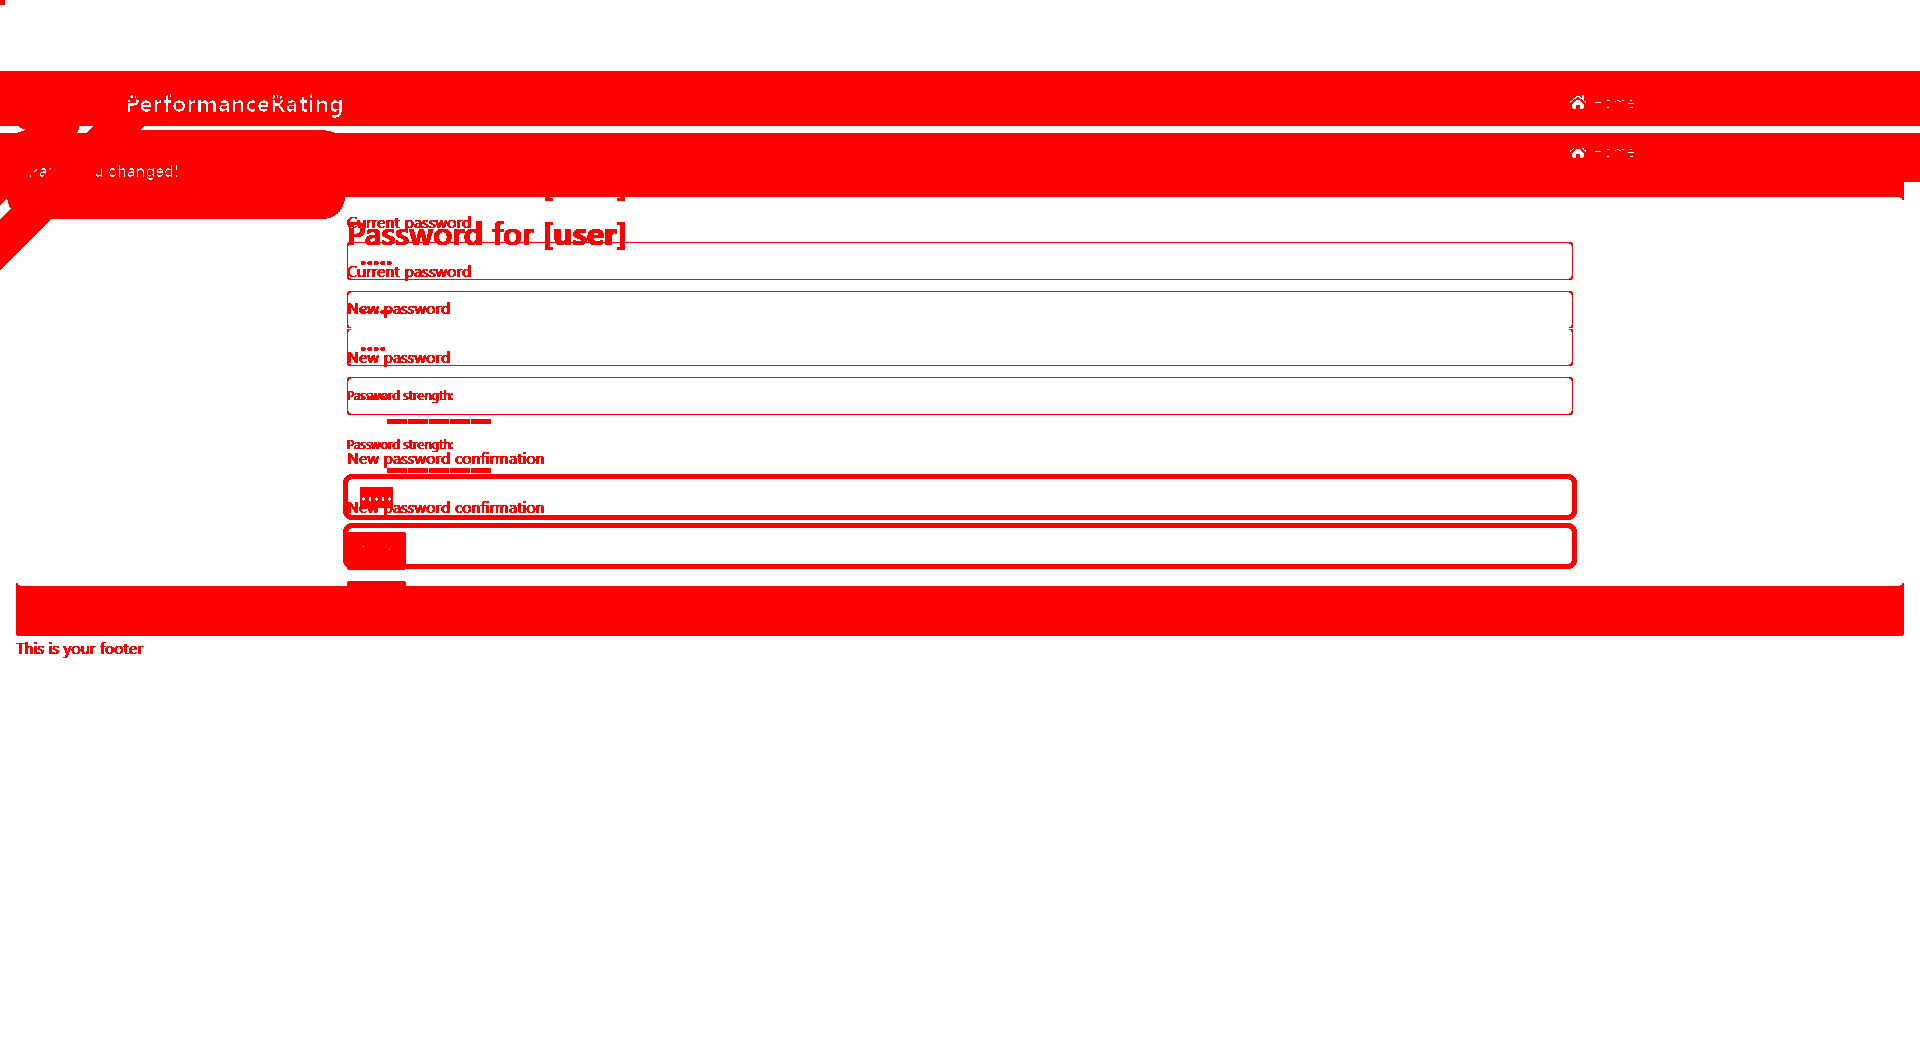 PerformanceRating
Home
Home
changed!
Current password
Password for [user]
Current password
New password
New password
Password strength:
Password strength:
New password confirmation
New password confirmation
This is your footer